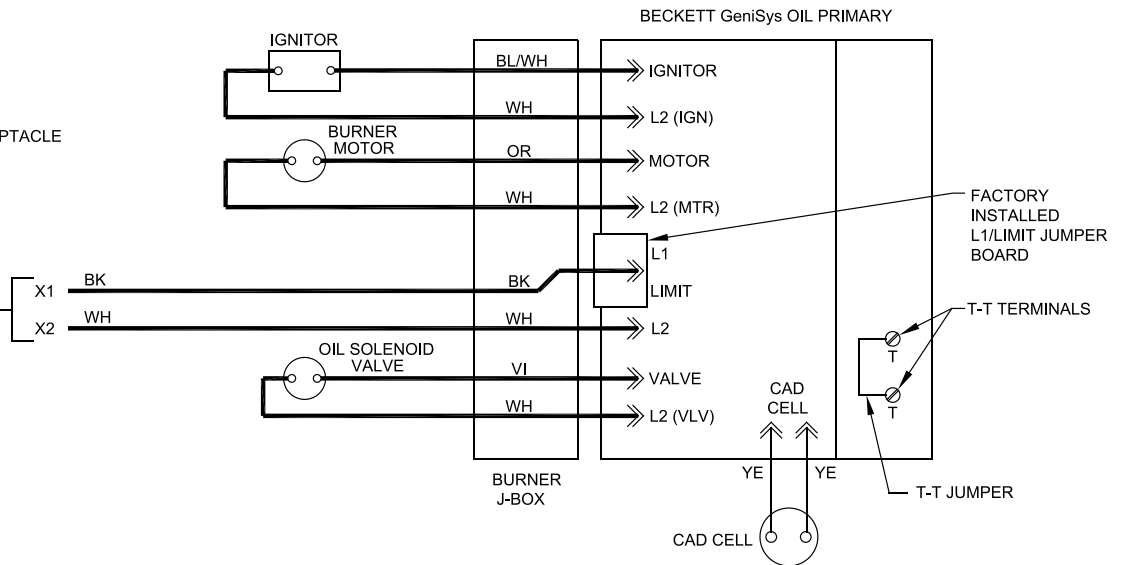 BECKETT GeniSys OIL PRIMARY
IGNITOR
BL/WH
IGNITOR
WH
L2 (IGN)
PTACLE
BURNER
MOTOR
OR
MOTOR
WH
L2 (MTR)
FACTORY
INSTALLED
L1/LIMIT JUMPER
BOARD
L1
X1
BK
BK
LIMIT
X2
WH
WH
L2
T-T TERMINALS
OIL SOLENOID
VALVE
VI
VALVE
T
CAD
CELL
WH
L2 (VLV)
T
YE
YE
BURNER
J-BOX
T-T JUMPER
CAD CELL